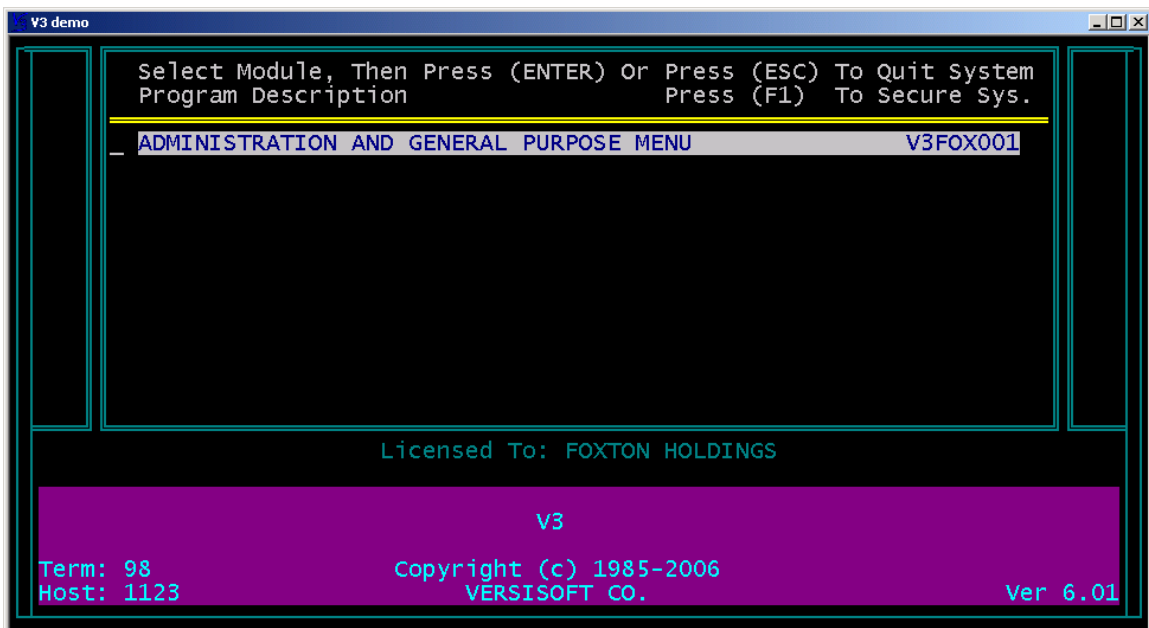 V3 demo
Select Module, Then Press (ENTER) Or Press (ESC) To Quit System
Program Description Press (F1) To Secure Sys.
_ ADMINISTRATION AND GENERAL PURPOSE MENU V3FOX001
Licensed To: FOXTON HOLDINGS
V3
Term: 98 Copyright (c) 1985-2006
Host: 1123 VERSISOFT CO. Ver 6.01